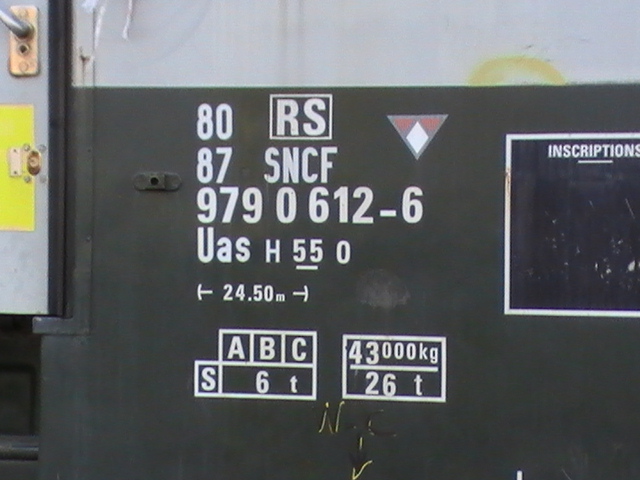 80 RS
87 SNCF
979 0 612-6
Uas H 55 0
24.50m
A B C
S 6 t
43000kg
26 t
INSCRIPTIONS
N.E